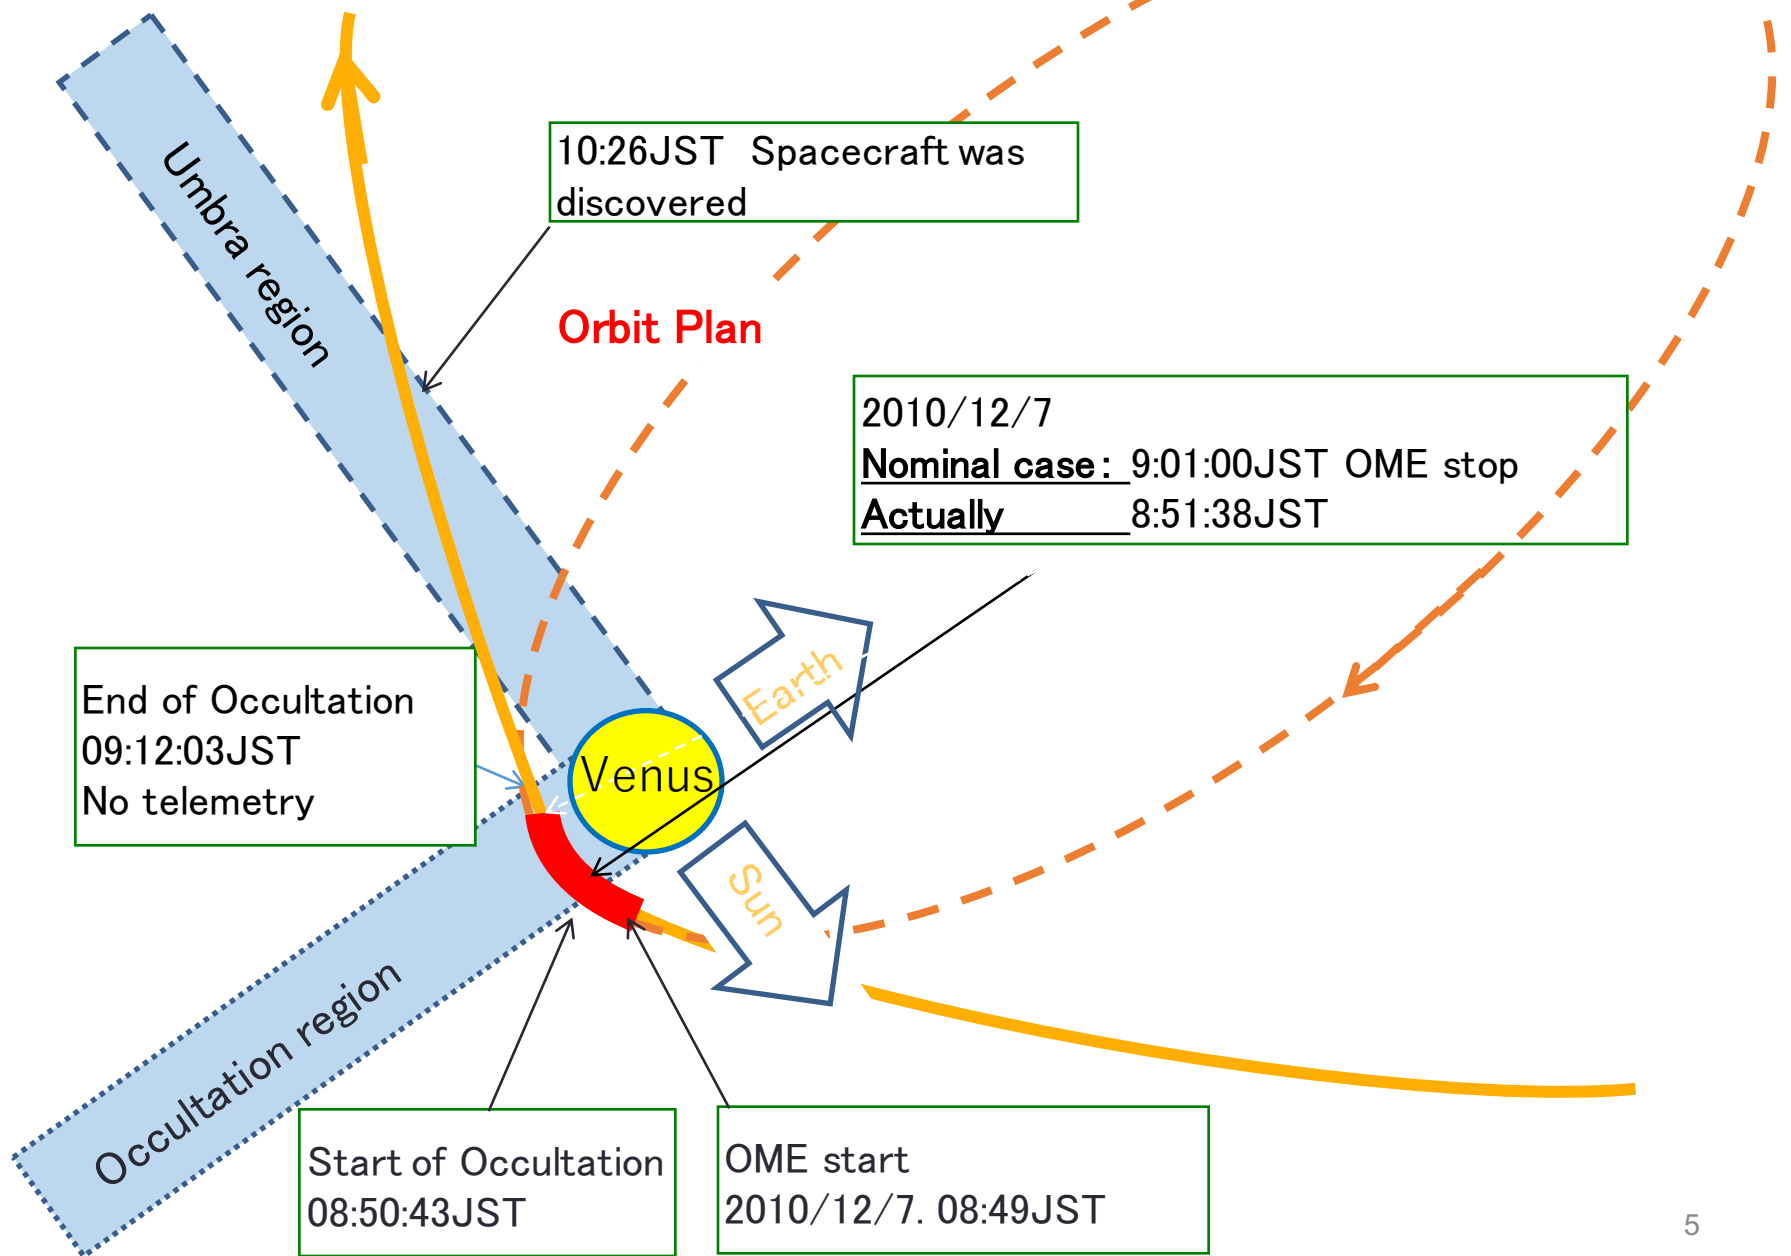 10:26JST Spacecraft was
discovered
Umbra region
Orbit Plan
2010/12/7
Nominal case: 9:01:00JST OME stop
Actually 8:51:38JST
Earth
End of Occultation
09:12:03JST
No telemetry
Venus
Sun
Occultation region
Start of Occultation
08:50:43JST
OME start
2010/12/7. 08:49JST
5